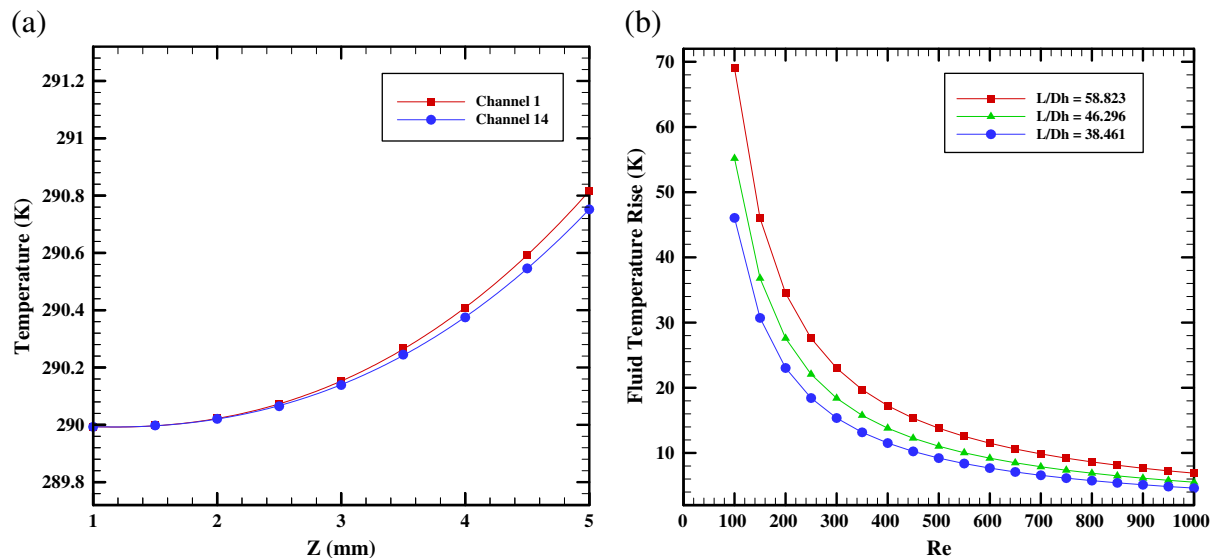 (a)
Temperature (K)
291.2
291
290.8
290.6
290.4
290.2
290
289.8
1 2 3 4 5
Z (mm)
Channel 1
Channel 14
(b)
Fluid Temperature Rise (K)
70
60
50
40
30
20
10
0 100 200 300 400 500 600 700 800 900 1000
Re
L/Dh = 58.823
L/Dh = 46.296
L/Dh = 38.461